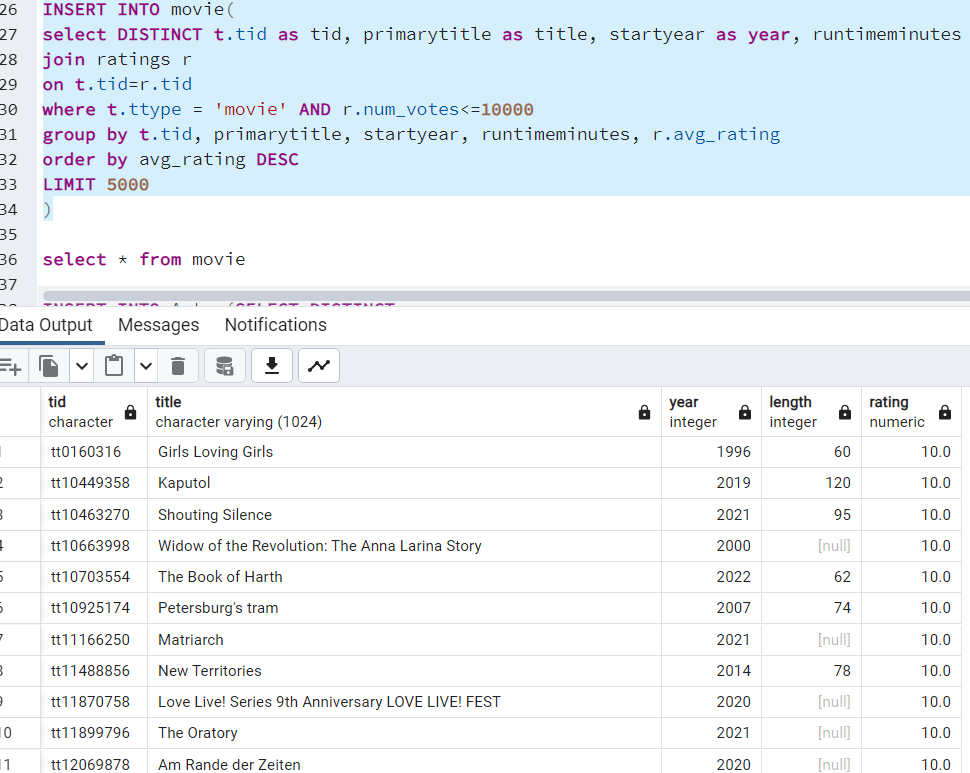 26 INSERT INTO movie(
27 select DISTINCT t.tid as tid, primarytitle as title, startyear as year, runtimeminutes
28 join ratings r
29 on t.tid=r.tid
30 where t.ttype = 'movie' AND r.num_votes<=10000
31 group by t.tid, primarytitle, startyear, runtimeminutes, r.avg_rating
32 order by avg_rating DESC
33 LIMIT 5000
34 )
35
36 select * from movie
37
Data Output Messages Notifications
tid title year length rating
character character varying (1024) integer integer numeric
1 tt0160316 Girls Loving Girls 1996 60 10.0
2 tt10449358 Kaputol 2019 120 10.0
3 tt10463270 Shouting Silence 2021 95 10.0
4 tt10663998 Widow of the Revolution: The Anna Larina Story 2000 [null] 10.0
5 tt10703554 The Book of Harth 2022 62 10.0
6 tt10925174 Petersburg's tram 2007 74 10.0
7 tt11166250 Matriarch 2021 [null] 10.0
8 tt11488856 New Territories 2014 78 10.0
9 tt11870758 Love Live! Series 9th Anniversary LOVE LIVE! FEST 2020 [null] 10.0
10 tt11899796 The Oratory 2021 [null] 10.0
11 tt12069878 Am Rande der Zeiten 2020 [null] 10.0